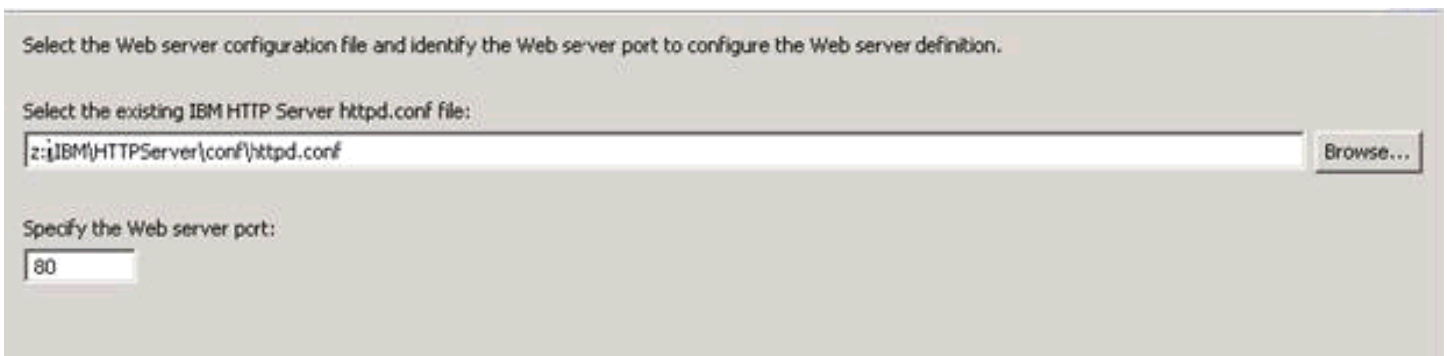 Select the Web server configuration file and identify the Web server port to configure the Web server definition.
Select the existing IBM HTTP Server httpd.conf file:
z:\IBM\HTTPServer\conf\httpd.conf
Browse...
Specify the Web server port:
80